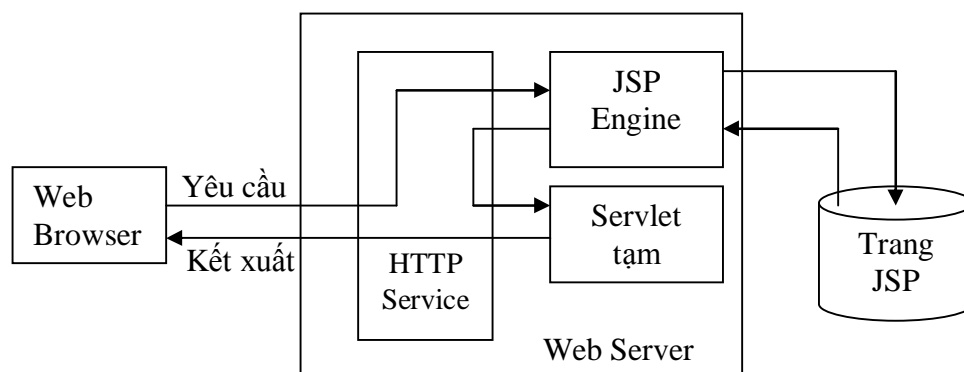 JSP
Engine
Web
Browser
Yêu cầu
Kết xuất
HTTP
Service
Servlet
tạm
Trang
JSP
Web Server